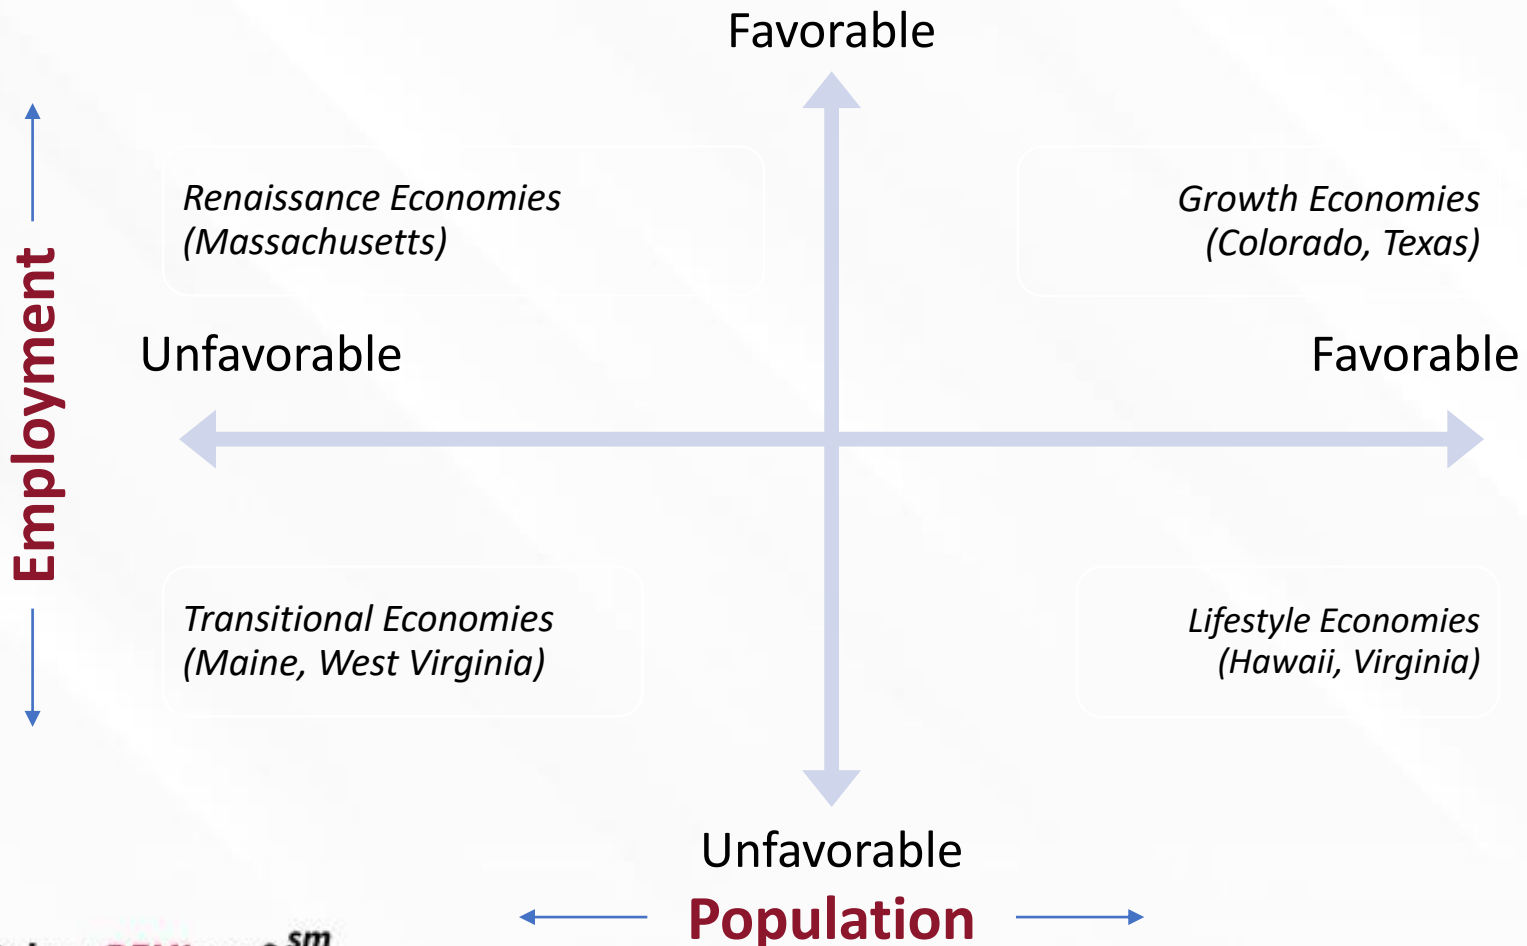 Favorable
Renaissance Economies
(Massachusetts)
Growth Economies
(Colorado, Texas)
Employment
Unfavorable
Favorable
Transitional Economies
(Maine, West Virginia)
Lifestyle Economies
(Hawaii, Virginia)
Unfavorable
Population
sm